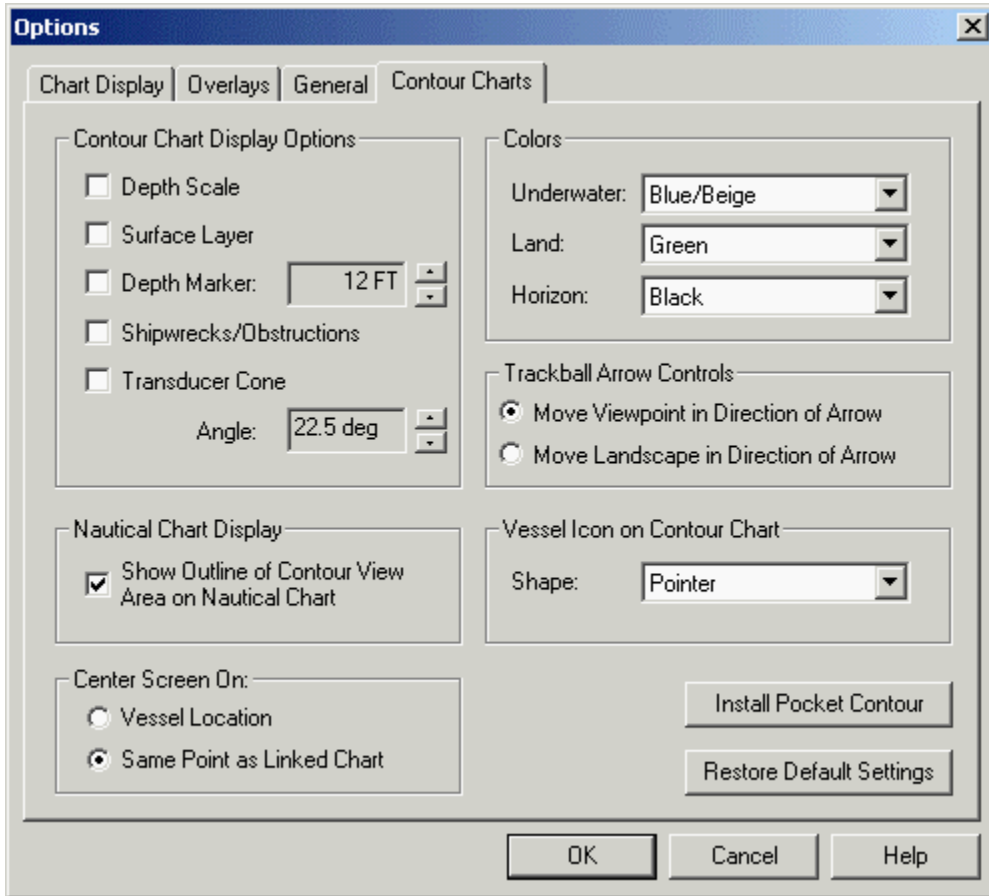 Options
Chart Display
Overlays
General
Contour Charts
Contour Chart Display Options
Depth Scale
Surface Layer
Depth Marker: 12 FT
Shipwrecks/Obstructions
Transducer Cone
Angle: 22.5 deg
Colors
Underwater: Blue/Beige
Land: Green
Horizon: Black
Trackball Arrow Controls
Move Viewpoint in Direction of Arrow
Move Landscape in Direction of Arrow
Nautical Chart Display
Show Outline of Contour View
Area on Nautical Chart
Vessel Icon on Contour Chart
Shape: Pointer
Center Screen On:
Vessel Location
Same Point as Linked Chart
Install Pocket Contour
Restore Default Settings
OK
Cancel
Help